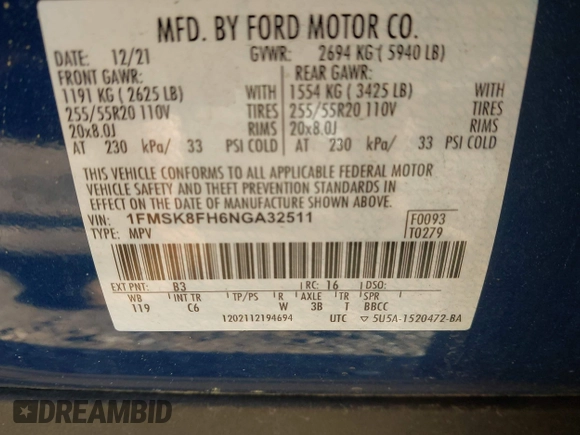 MFD. BY FORD MOTOR CO.
DATE: 12/21 GVWR: 2694 KG ( 5940 LB)
FRONT GAWR: REAR GAWR:
1191 KG ( 2625 LB) WITH 1554 KG ( 3425 LB) WITH
255/55R20 110V TIRES 255/55R20 110V TIRES
20x8.0J RIMS 20x8.0J RIMS
AT 230 kPa/ 33 PSI COLD AT 230 kPa/ 33 PSI COLD
THIS VEHICLE CONFORMS TO ALL APPLICABLE FEDERAL MOTOR
VEHICLE SAFETY AND THEFT PREVENTION STANDARDS IN
EFFECT ON THE DATE OF MANUFACTURE SHOWN ABOVE.
VIN: 1FMSK8FH6NGA32511 F0093
TYPE: MPV T0279
EXT PNT: B3 RC: 16 DSO:
WB INT TR TP/PS R AXLE TR SPR
119 C6 W 3B T BBCC
1202112194694 UTC ▽ 5U5A-1520472-BA
DREAMBID